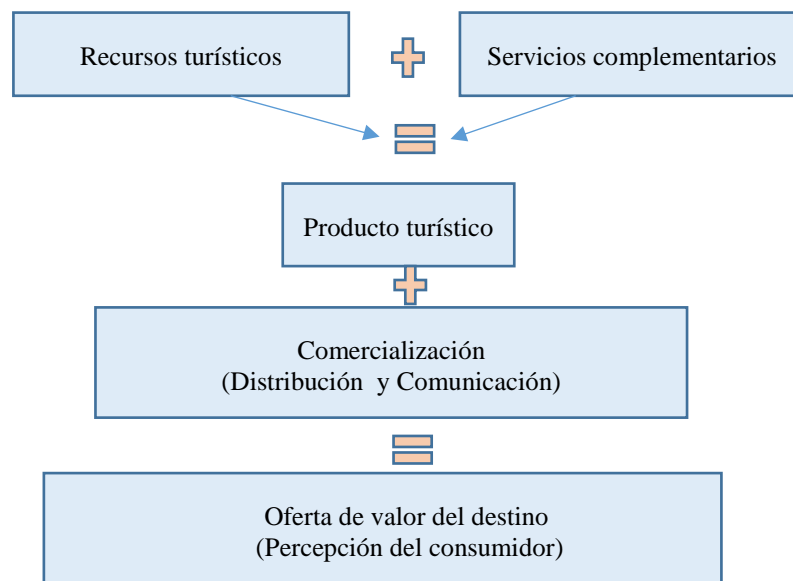 Recursos turísticos
Servicios complementarios
Producto turístico
Comercialización
(Distribución y Comunicación)
Oferta de valor del destino
(Percepción del consumidor)